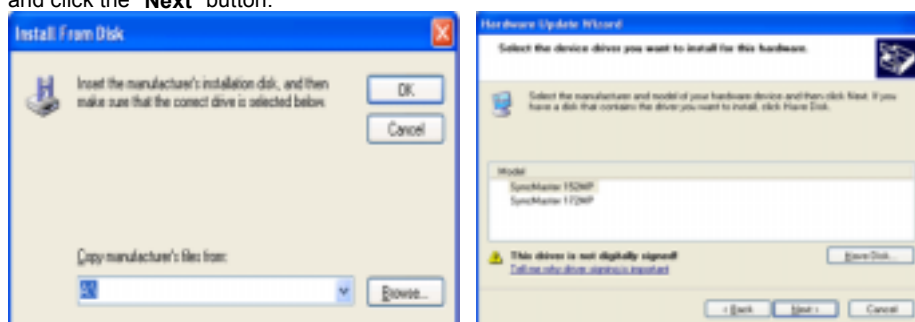 and click the "Next" button.
Install From Disk
Insert the manufacturer's installation disk, and then
make sure that the correct drive is selected below.
OK
Cancel
Copy manufacturer's files from:
A:\
Browse...
Hardware Update Wizard
Select the device driver you want to install for this hardware.
Select the manufacturer and model of your hardware device and then click Next. If you
have a disk that contains the driver you want to install, click Have Disk.
Model
SyncMaster 152MP
SyncMaster 172MP
This driver is not digitally signed!
Tell me why driver signing is important
Have Disk...
< Back
Next >
Cancel